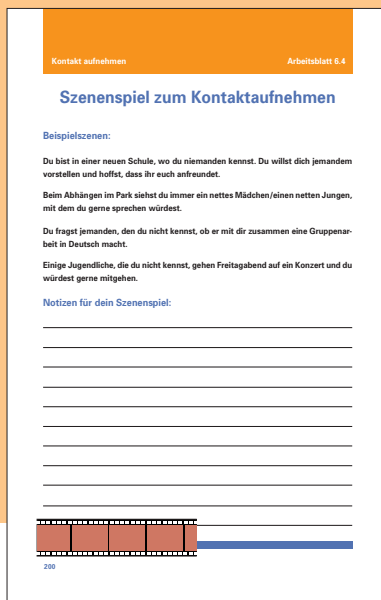 Kontakt aufnehmen Arbeitsblatt 6.4
Szenenspiel zum Kontaktaufnehmen
Beispielszenen:
Du bist in einer neuen Schule, wo du niemanden kennst. Du willst dich jemandem
vorstellen und hoffst, dass ihr euch anfreundet.
Beim Abhängen im Park siehst du immer ein nettes Mädchen/einen netten Jungen,
mit dem du gerne sprechen würdest.
Du fragst jemanden, den du nicht kennst, ob er mit dir zusammen eine Gruppenar-
beit in Deutsch macht.
Einige Jugendliche, die du nicht kennst, gehen Freitagabend auf ein Konzert und du
würdest gerne mitgehen.
Notizen für dein Szenenspiel:
200